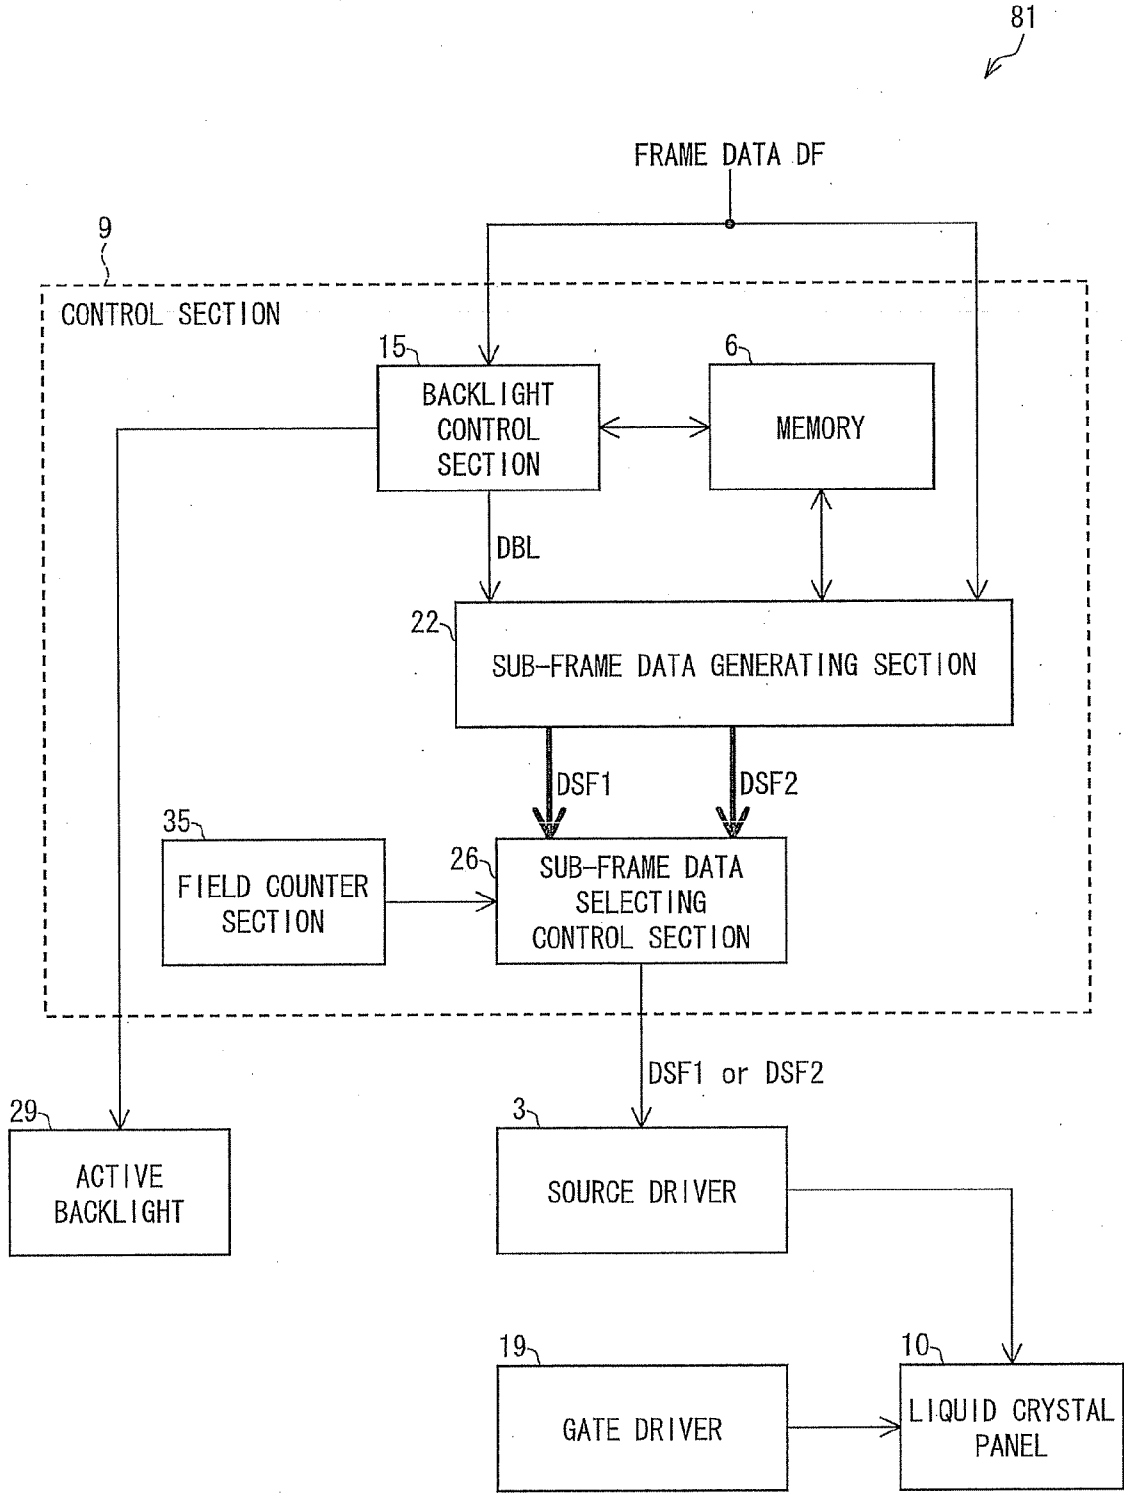 81
FRAME DATA DF
9
CONTROL SECTION
15
BACKLIGHT
CONTROL
SECTION
6
MEMORY
DBL
22
SUB-FRAME DATA GENERATING SECTION
DSF1
DSF2
35
FIELD COUNTER
SECTION
26
SUB-FRAME DATA
SELECTING
CONTROL SECTION
DSF1 or DSF2
29
ACTIVE
BACKLIGHT
3
SOURCE DRIVER
19
GATE DRIVER
10
LIQUID CRYSTAL
PANEL